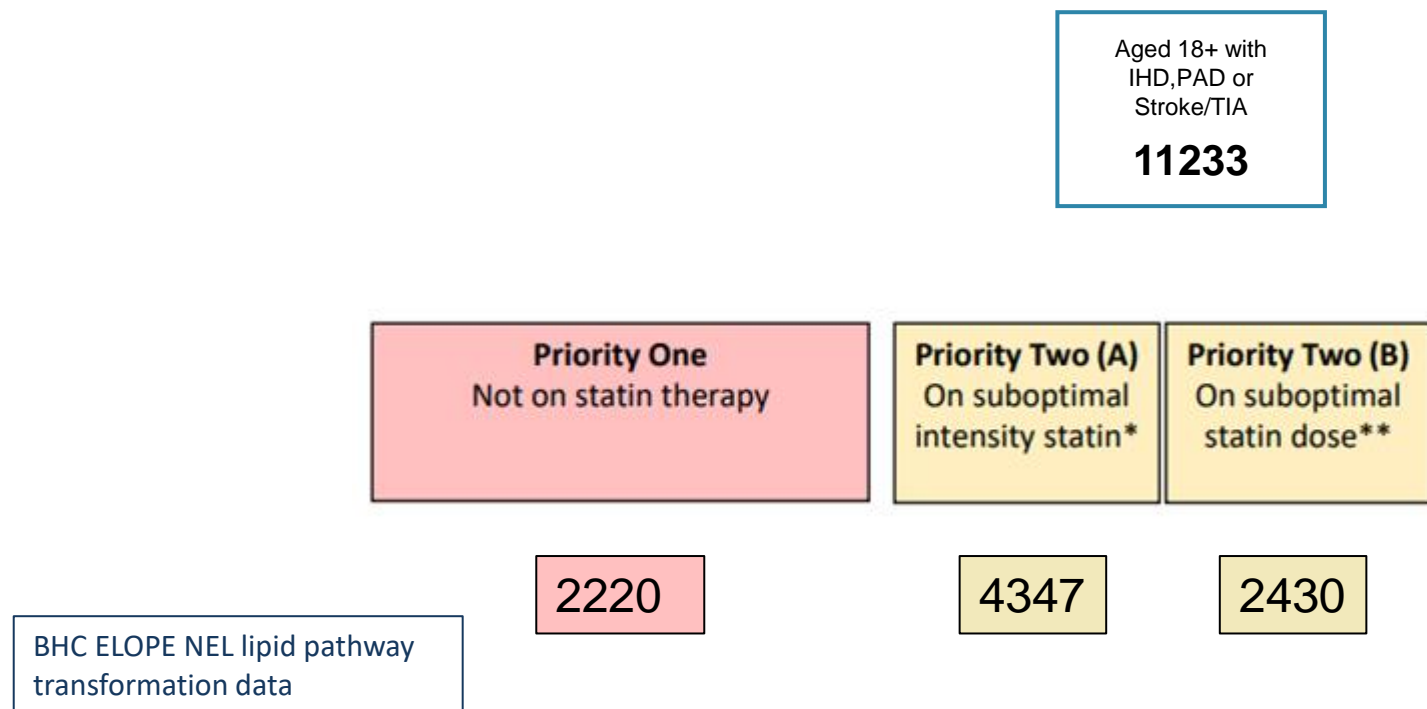 Aged 18+ with
IHD,PAD or
Stroke/TIA
11233
Priority One
Not on statin therapy
Priority Two (A)
On suboptimal
intensity statin*
Priority Two (B)
On suboptimal
statin dose**
2220
4347
2430
BHC ELOPE NEL lipid pathway
transformation data